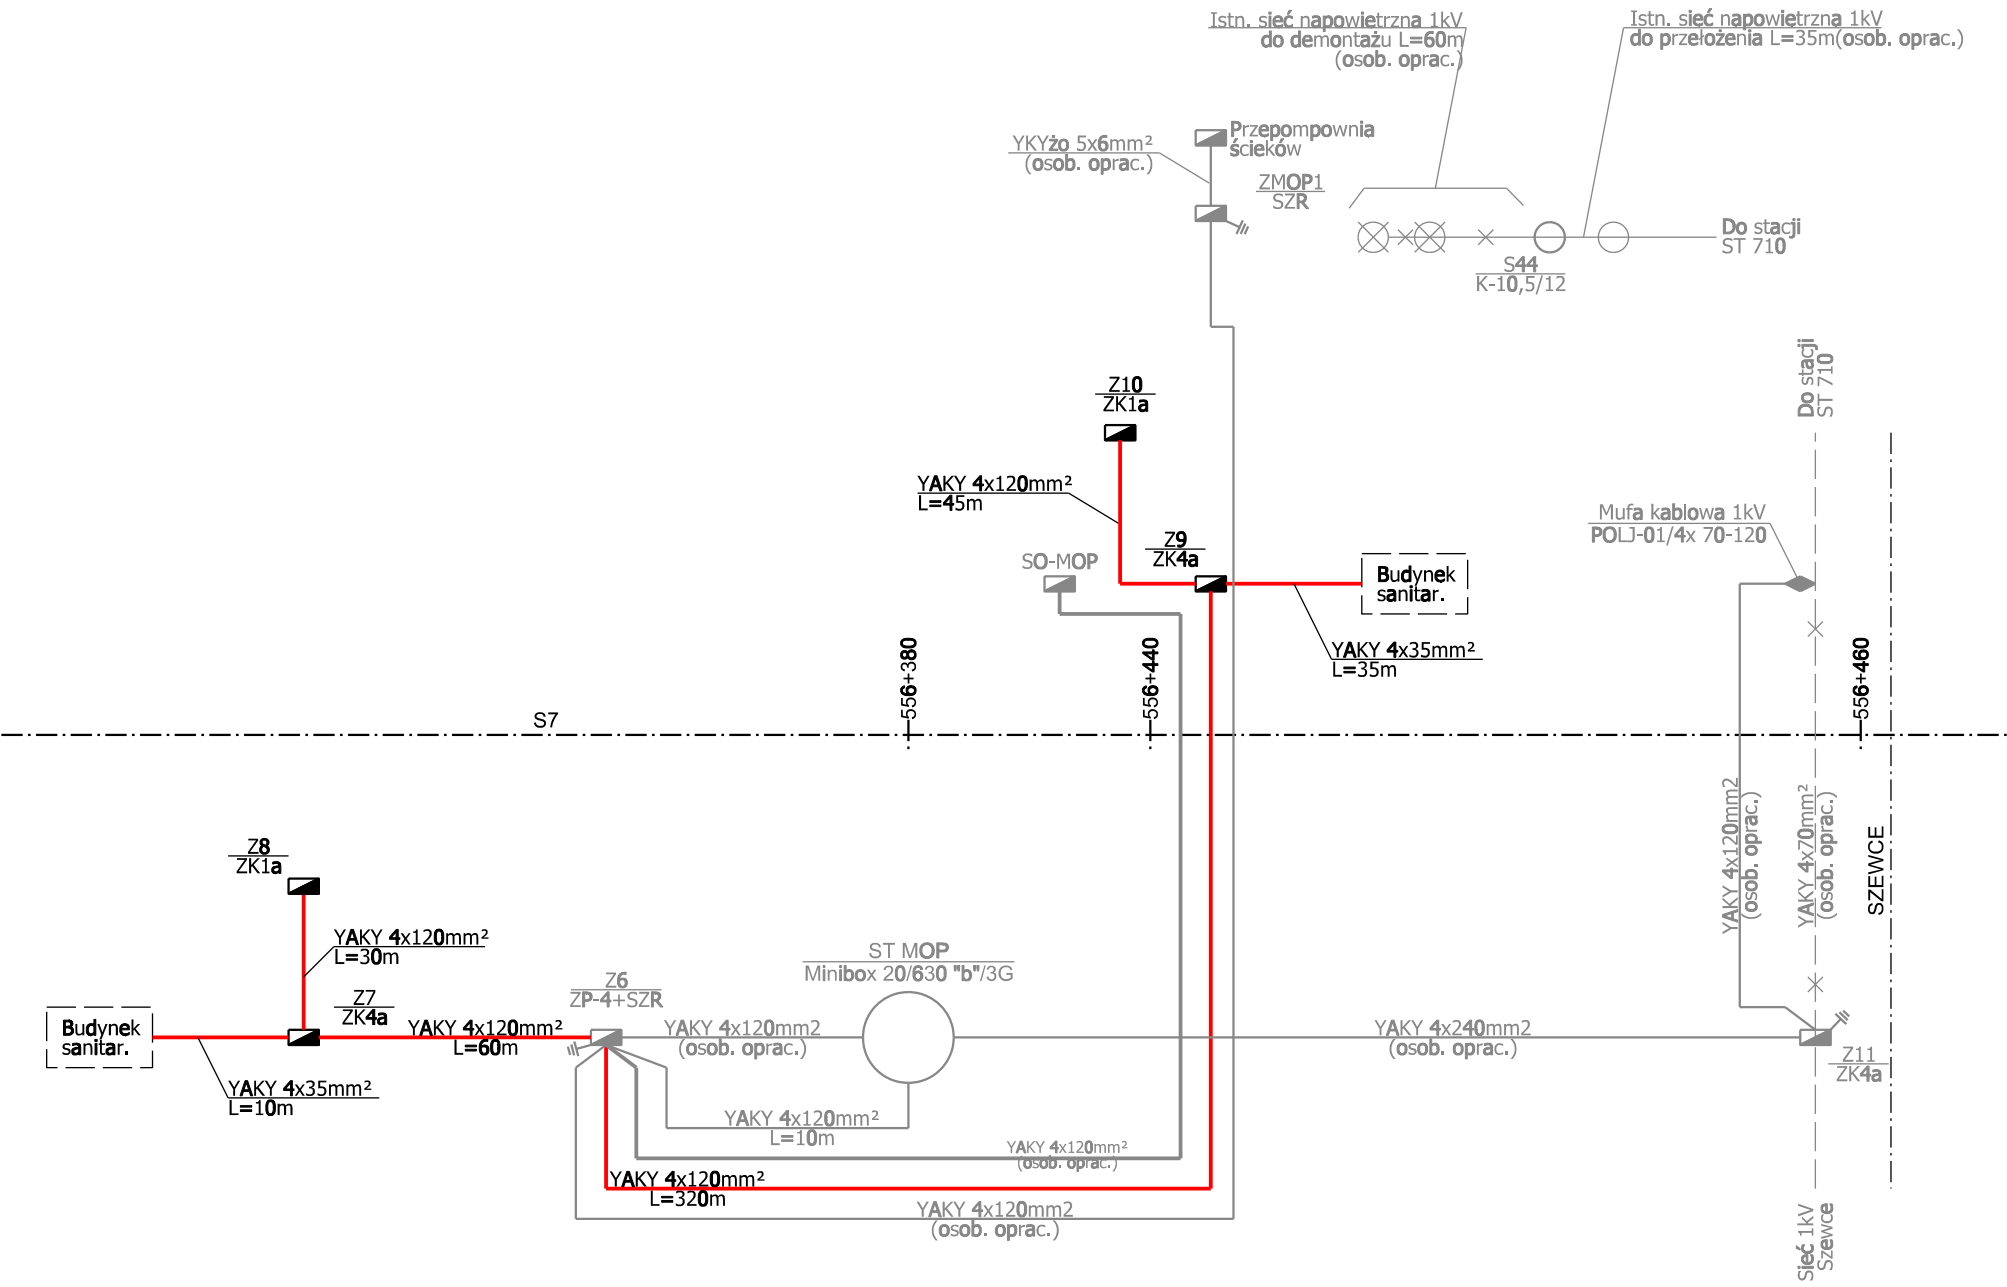 Istn. sieć napowietrzna 1kV
do demontażu L=60m
(osob. oprac.)
Istn. sieć napowietrzna 1kV
do przełożenia L=35m(osob. oprac.)
Przepompownia
ścieków
YKYżo 5x6mm²
(osob. oprac.)
ZMOP1
SZR
Do stacji
ST 710
S44
K-10,5/12
Do stacji
ST 710
Z10
ZK1a
YAKY 4x120mm²
L=45m
Mufa kablowa 1kV
POLJ-01/4x 70-120
Z9
ZK4a
SO-MOP
Budynek
sanitar.
YAKY 4x35mm²
L=35m
556+380
556+440
556+460
S7
YAKY 4x120mm2
(osob. oprac.)
YAKY 4x70mm²
(osob. oprac.)
SZEWCE
Z8
ZK1a
YAKY 4x120mm²
L=30m
ST MOP
Minibox 20/630 "b"/3G
Z6
ZP-4+SZR
Z7
ZK4a
Budynek
sanitar.
YAKY 4x120mm²
L=60m
YAKY 4x120mm2
(osob. oprac.)
YAKY 4x240mm2
(osob. oprac.)
Z11
ZK4a
YAKY 4x35mm²
L=10m
YAKY 4x120mm²
L=10m
YAKY 4x120mm²
(osob. oprac.)
YAKY 4x120mm²
L=320m
YAKY 4x120mm2
(osob. oprac.)
Sieć 1kV
Szewce